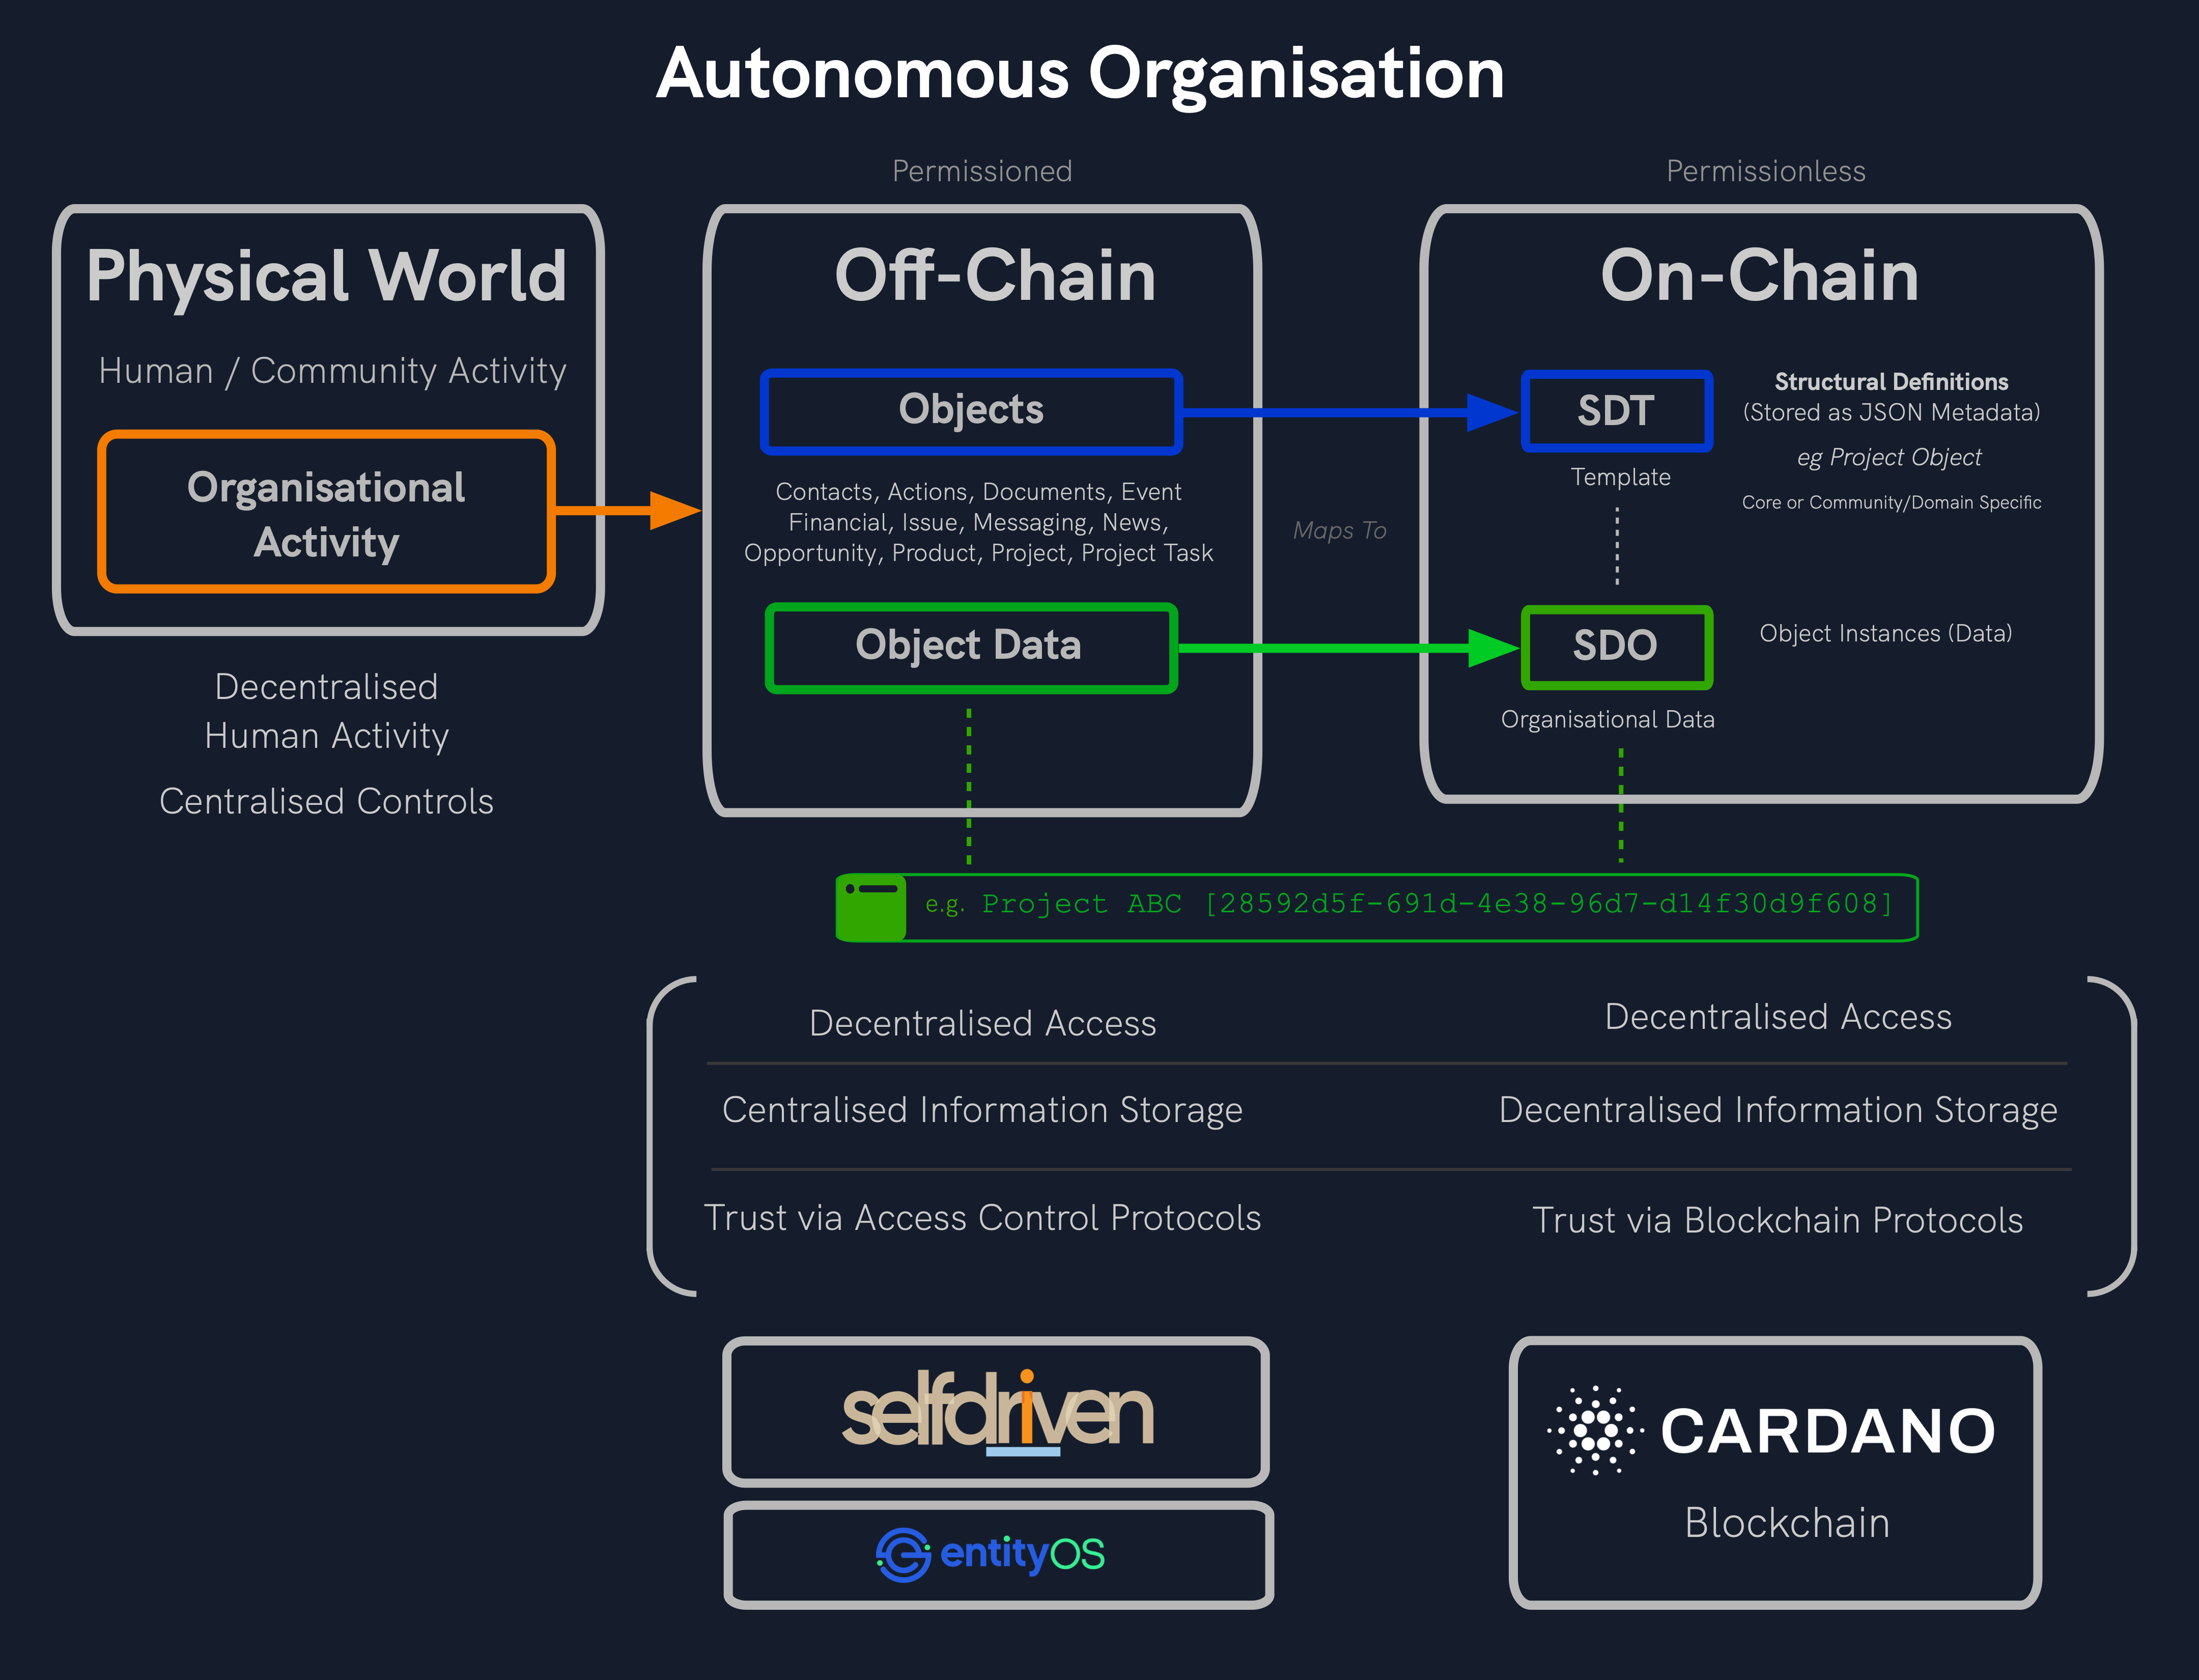 Autonomous Organisation
Permissioned
Permissionless
Physical World
Human / Community Activity
Organisational
Activity
Decentralised
Human Activity
Centralised Controls
Off-Chain
Objects
Contacts, Actions, Documents, Event
Financial, Issue, Messaging, News,
Opportunity, Product, Project, Project Task
Object Data
Maps To
On-Chain
SDT
Template
Structural Definitions
(Stored as JSON Metadata)
eg Project Object
Core or Community/Domain Specific
SDO
Object Instances (Data)
Organisational Data
e.g. Project ABC [28592d5f-691d-4e38-96d7-d14f30d9f608]
Decentralised Access
Decentralised Access
Centralised Information Storage
Decentralised Information Storage
Trust via Access Control Protocols
Trust via Blockchain Protocols
selfdriven
entityOS
CARDANO
Blockchain